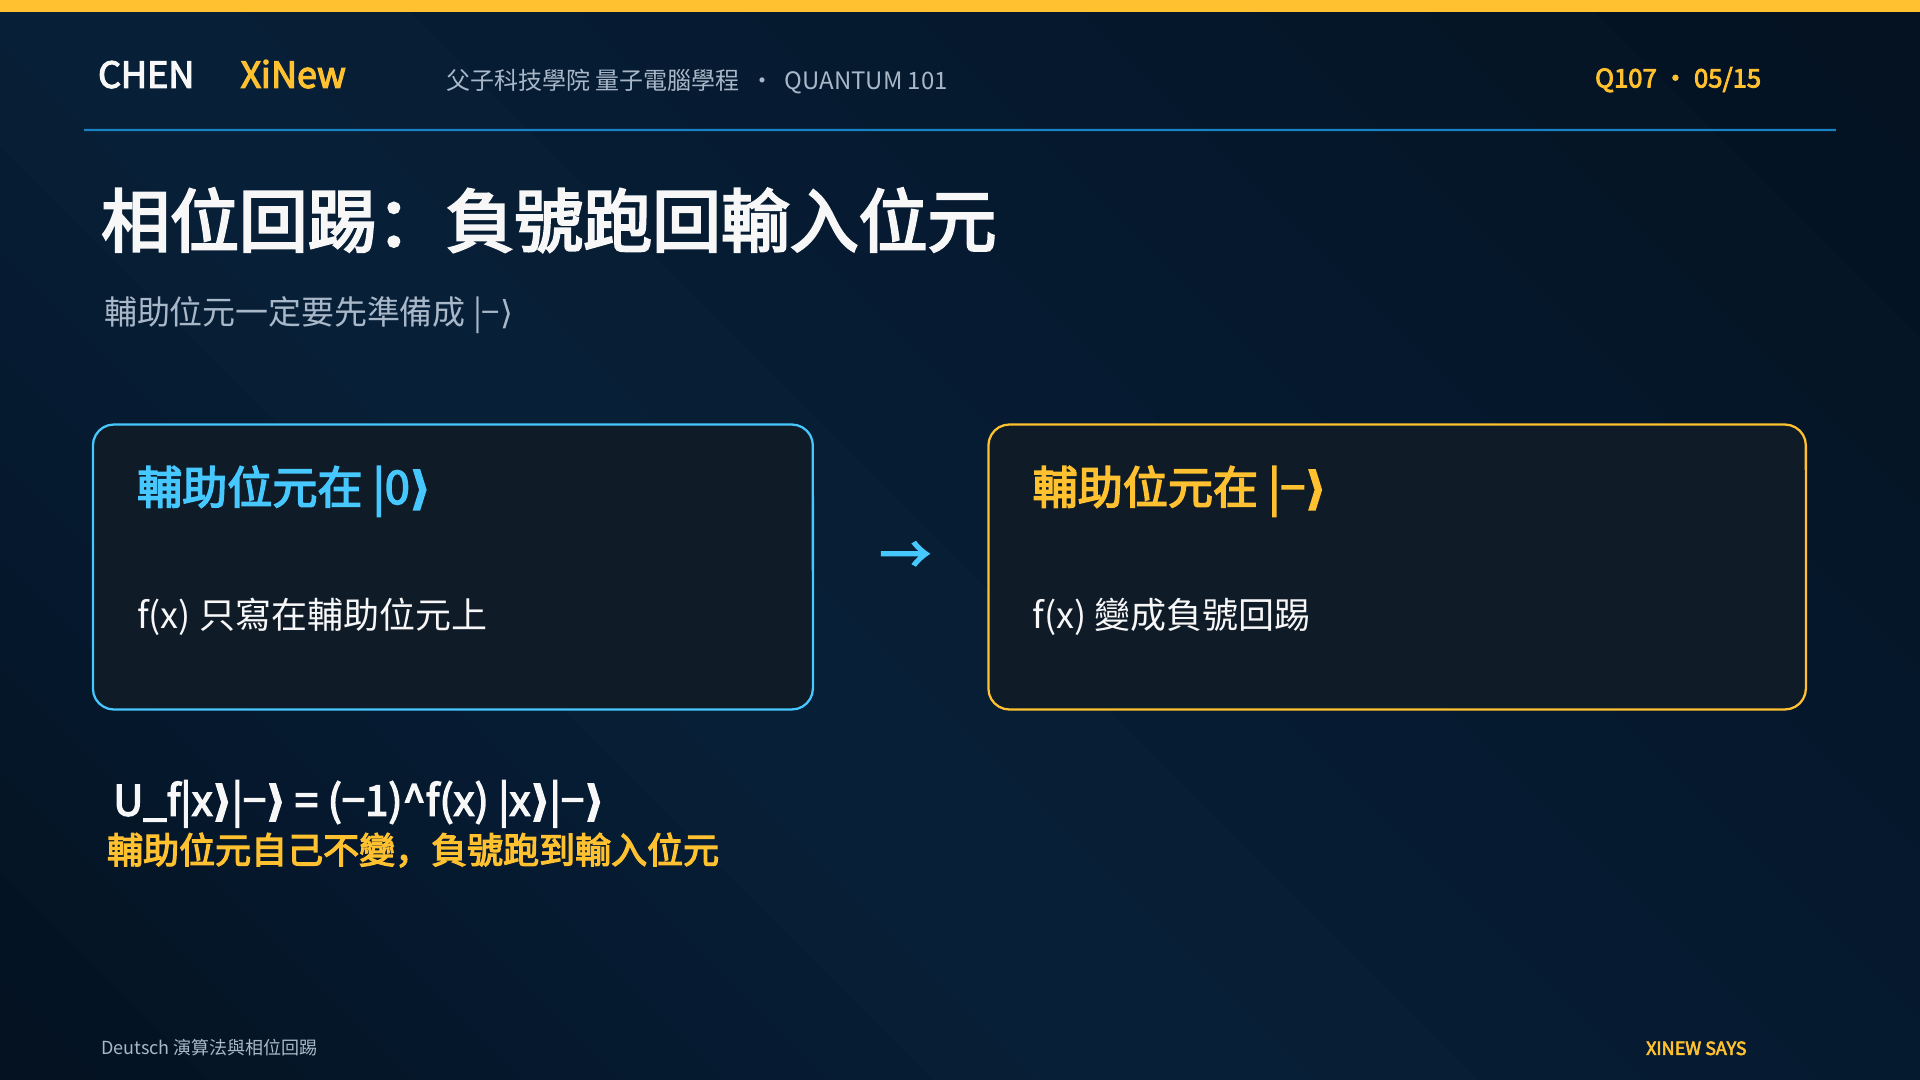 CHEN XiNew 父子科技學院 量子電腦學程 ・ QUANTUM 101 Q107 ・ 05/15
相位回踢：負號跑回輸入位元
輔助位元一定要先準備成 |−⟩
輔助位元在 |0⟩
f(x) 只寫在輔助位元上
→
輔助位元在 |−⟩
f(x) 變成負號回踢
U_f|x⟩|−⟩ = (−1)^f(x) |x⟩|−⟩
輔助位元自己不變，負號跑到輸入位元
Deutsch 演算法與相位回踢 XINEW SAYS